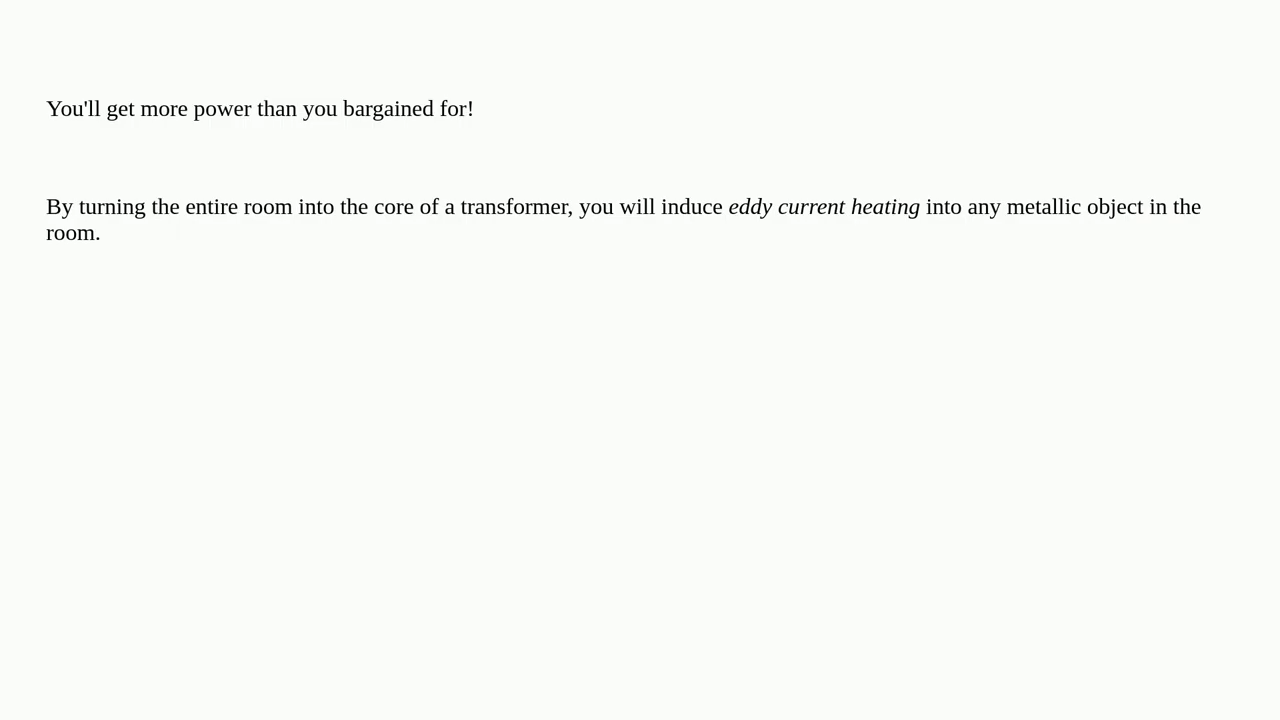 You'll get more power than you bargained for!
By turning the entire room into the core of a transformer, you will induce eddy current heating into any metallic object in the
room.